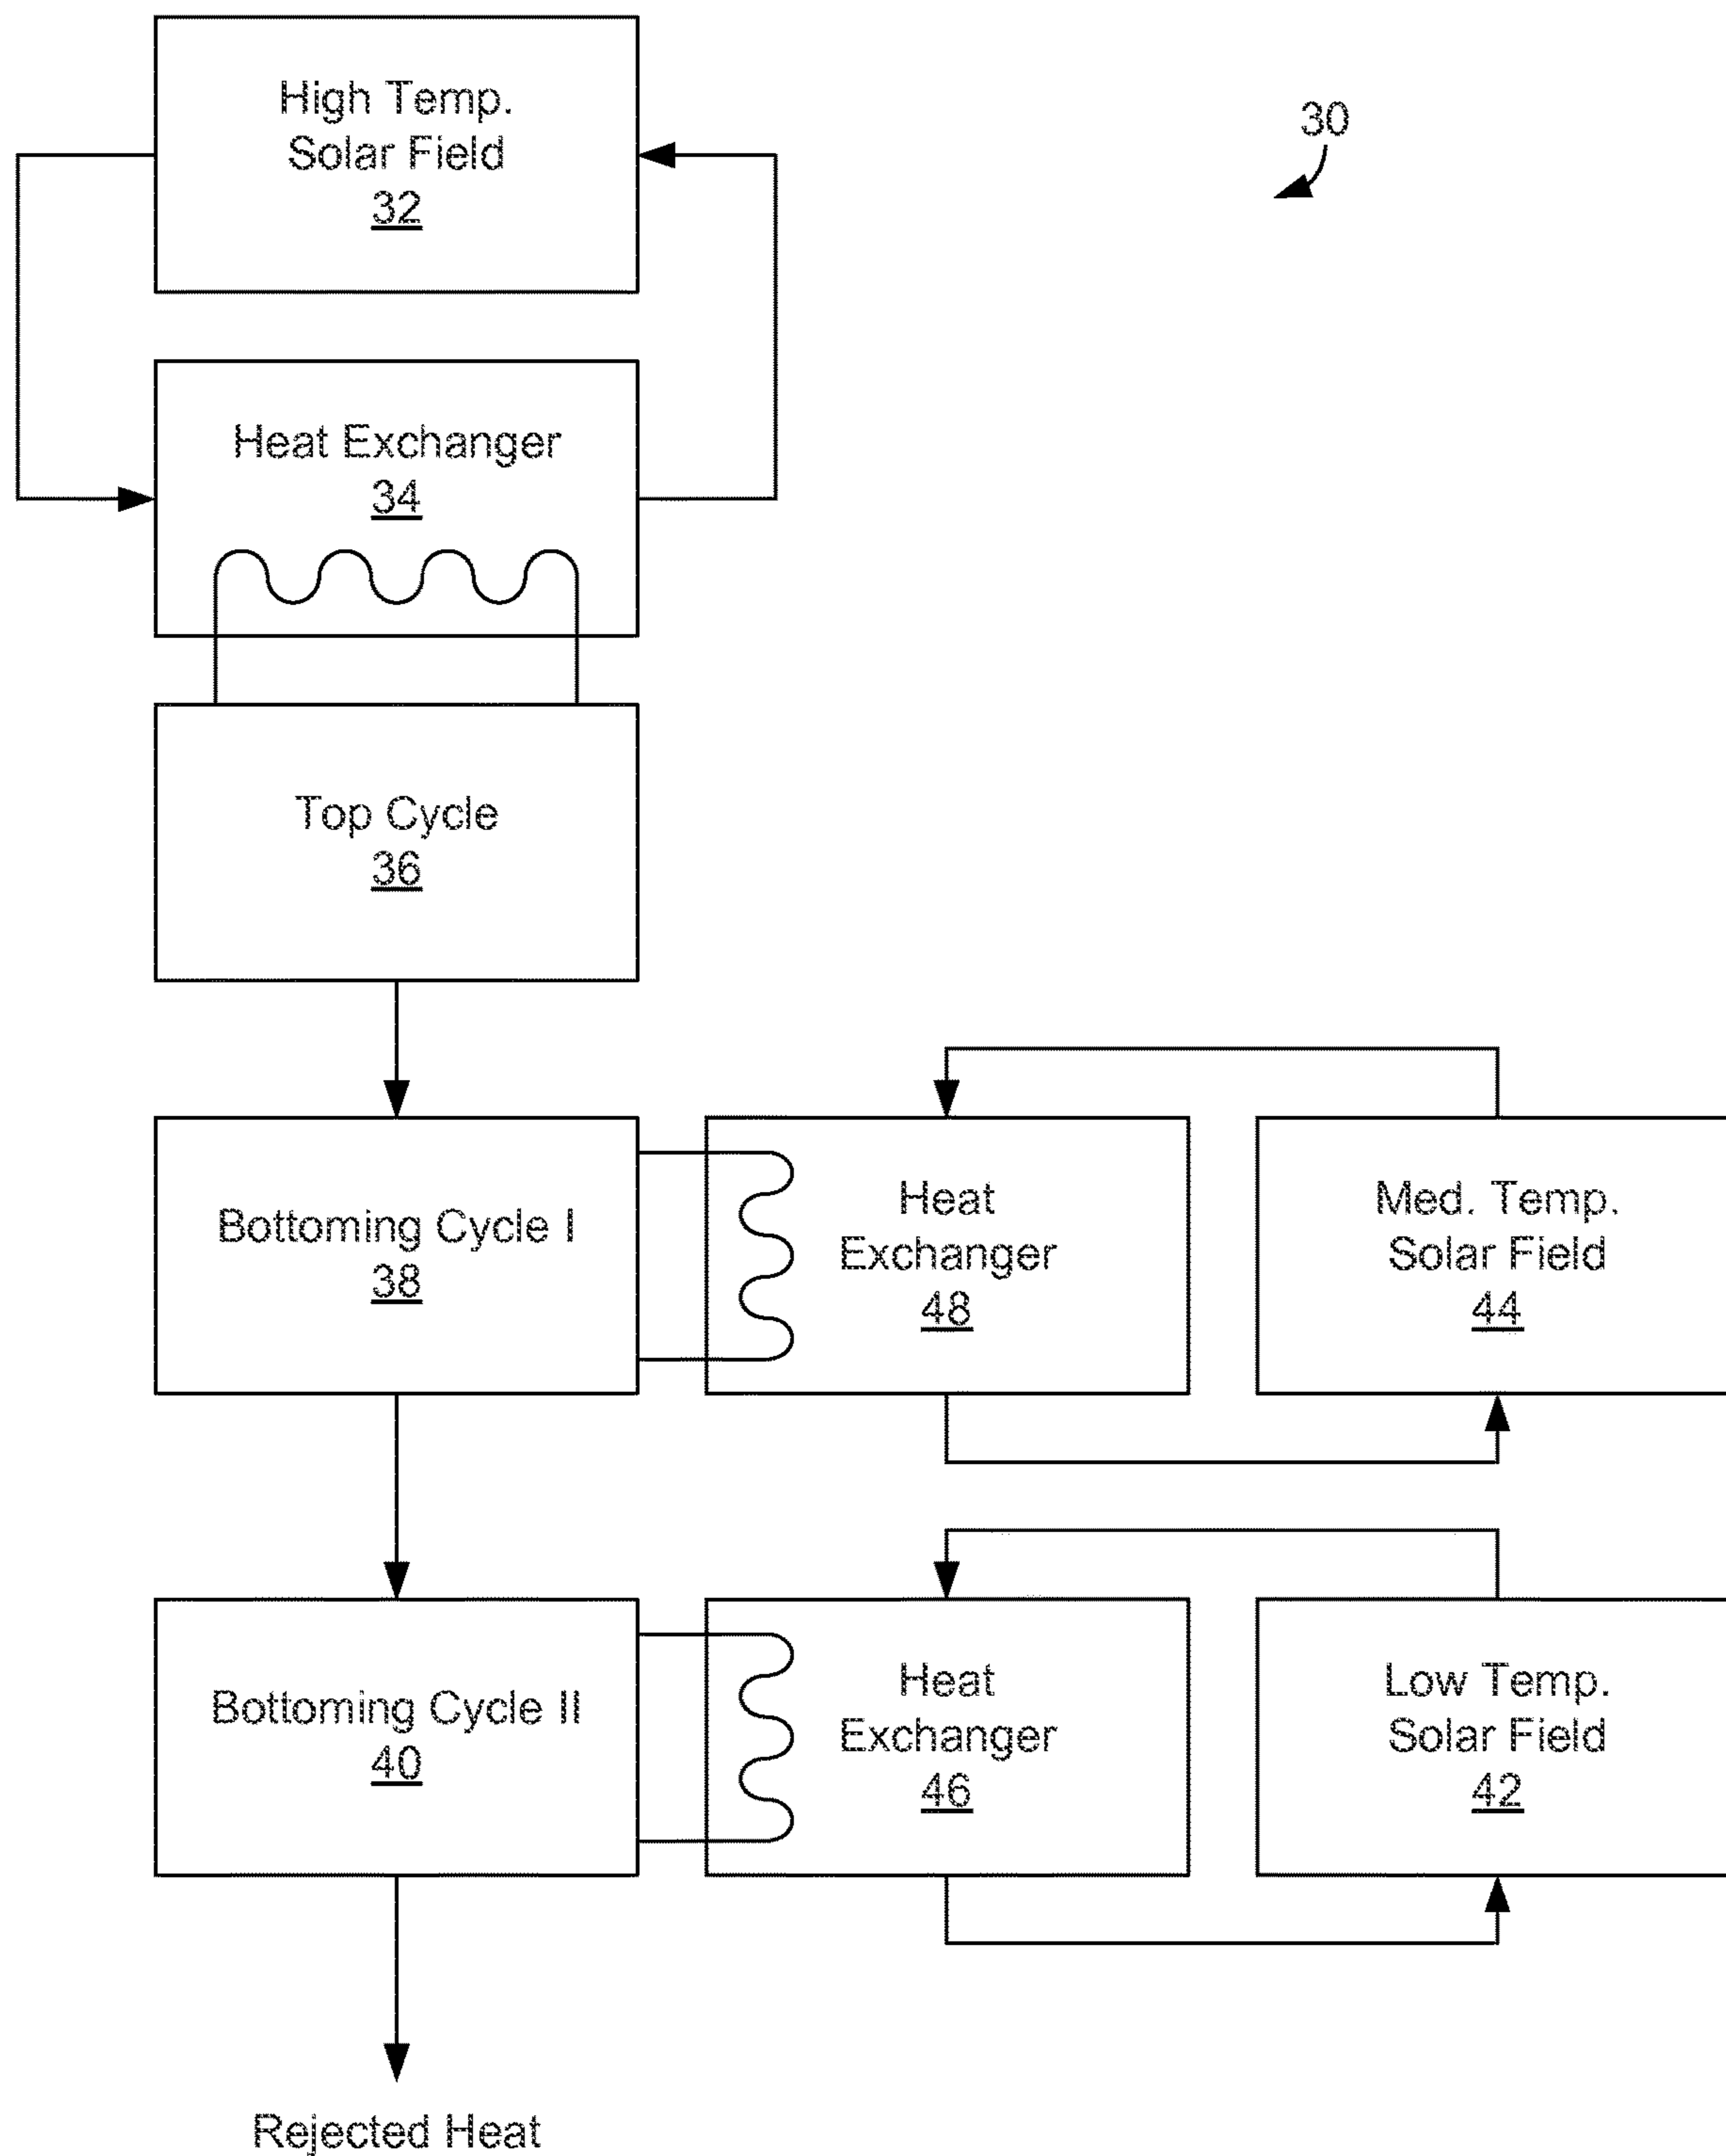 High Temp.
Solar Field
32
30
Heat Exchanger
34
Top Cycle
36
Bottoming Cycle I
38
Heat
Exchanger
48
Med. Temp.
Solar Field
44
Bottoming Cycle II
40
Heat
Exchanger
46
Low Temp.
Solar Field
42
Rejected Heat